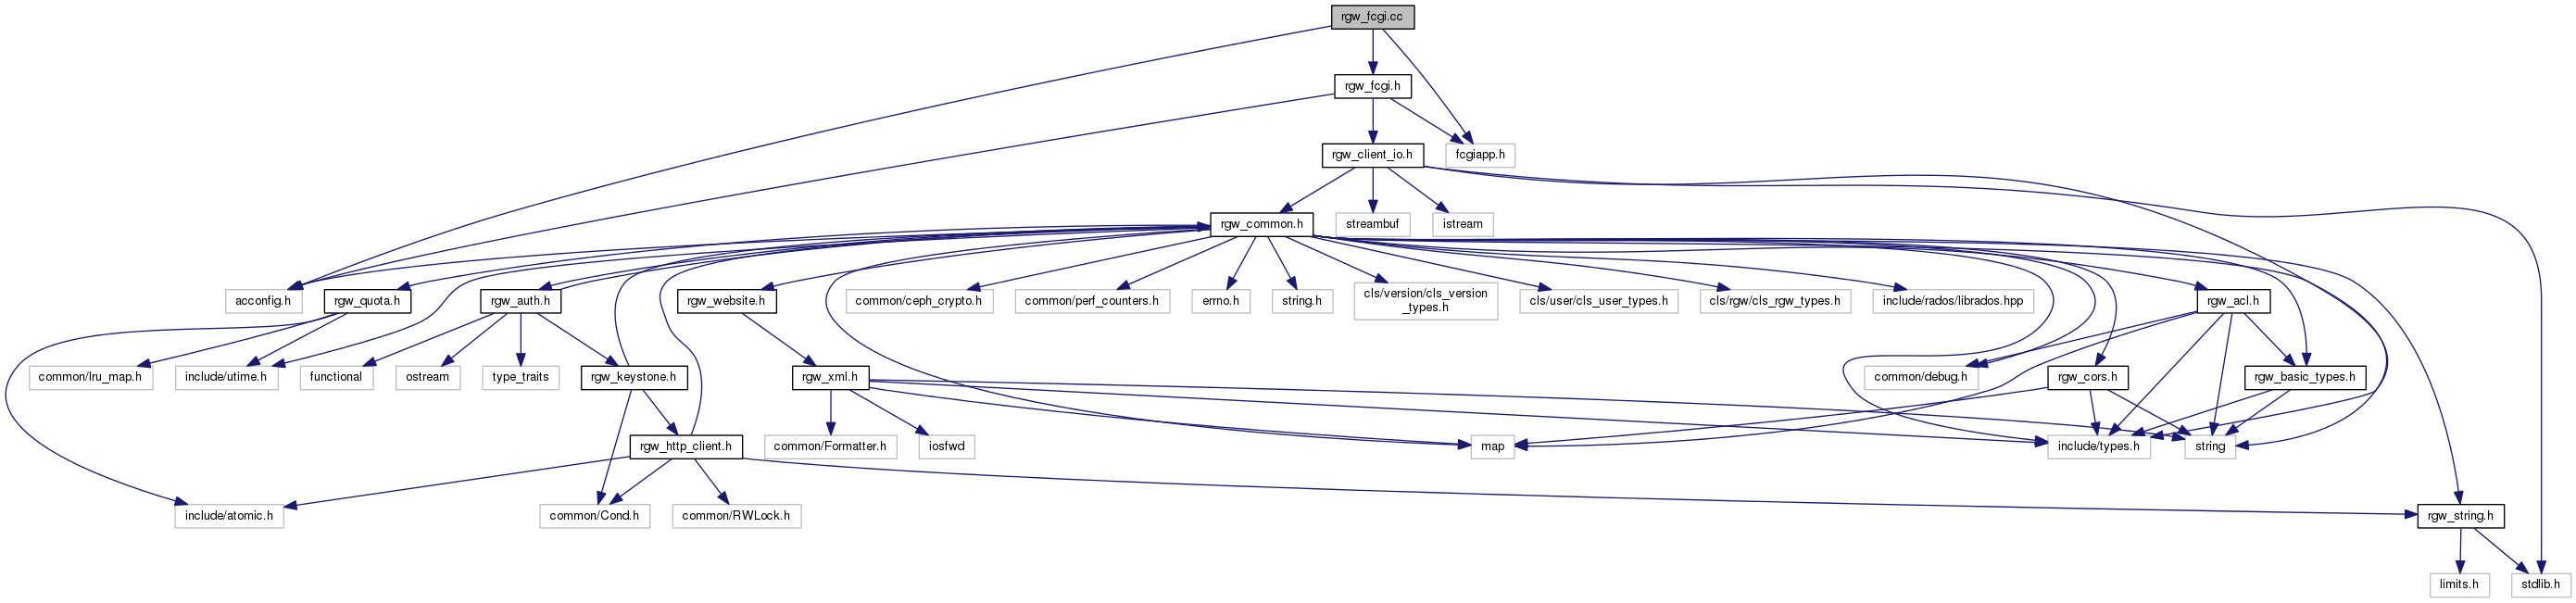 rgw_fcgi.cc
rgw_fcgi.h
rgw_client_io.h
fcgiapp.h
rgw_common.h
streambuf
istream
acconfig.h
rgw_quota.h
rgw_auth.h
rgw_website.h
common/ceph_crypto.h
common/perf_counters.h
errno.h
string.h
cls/version/cls_version
_types.h
cls/user/cls_user_types.h
cls/rgw/cls_rgw_types.h
include/rados/librados.hpp
rgw_acl.h
common/lru_map.h
include/utime.h
functional
ostream
type_traits
rgw_keystone.h
rgw_xml.h
common/debug.h
rgw_cors.h
rgw_basic_types.h
rgw_http_client.h
common/Formatter.h
iosfwd
map
include/types.h
string
include/atomic.h
common/Cond.h
common/RWLock.h
rgw_string.h
limits.h
stdlib.h